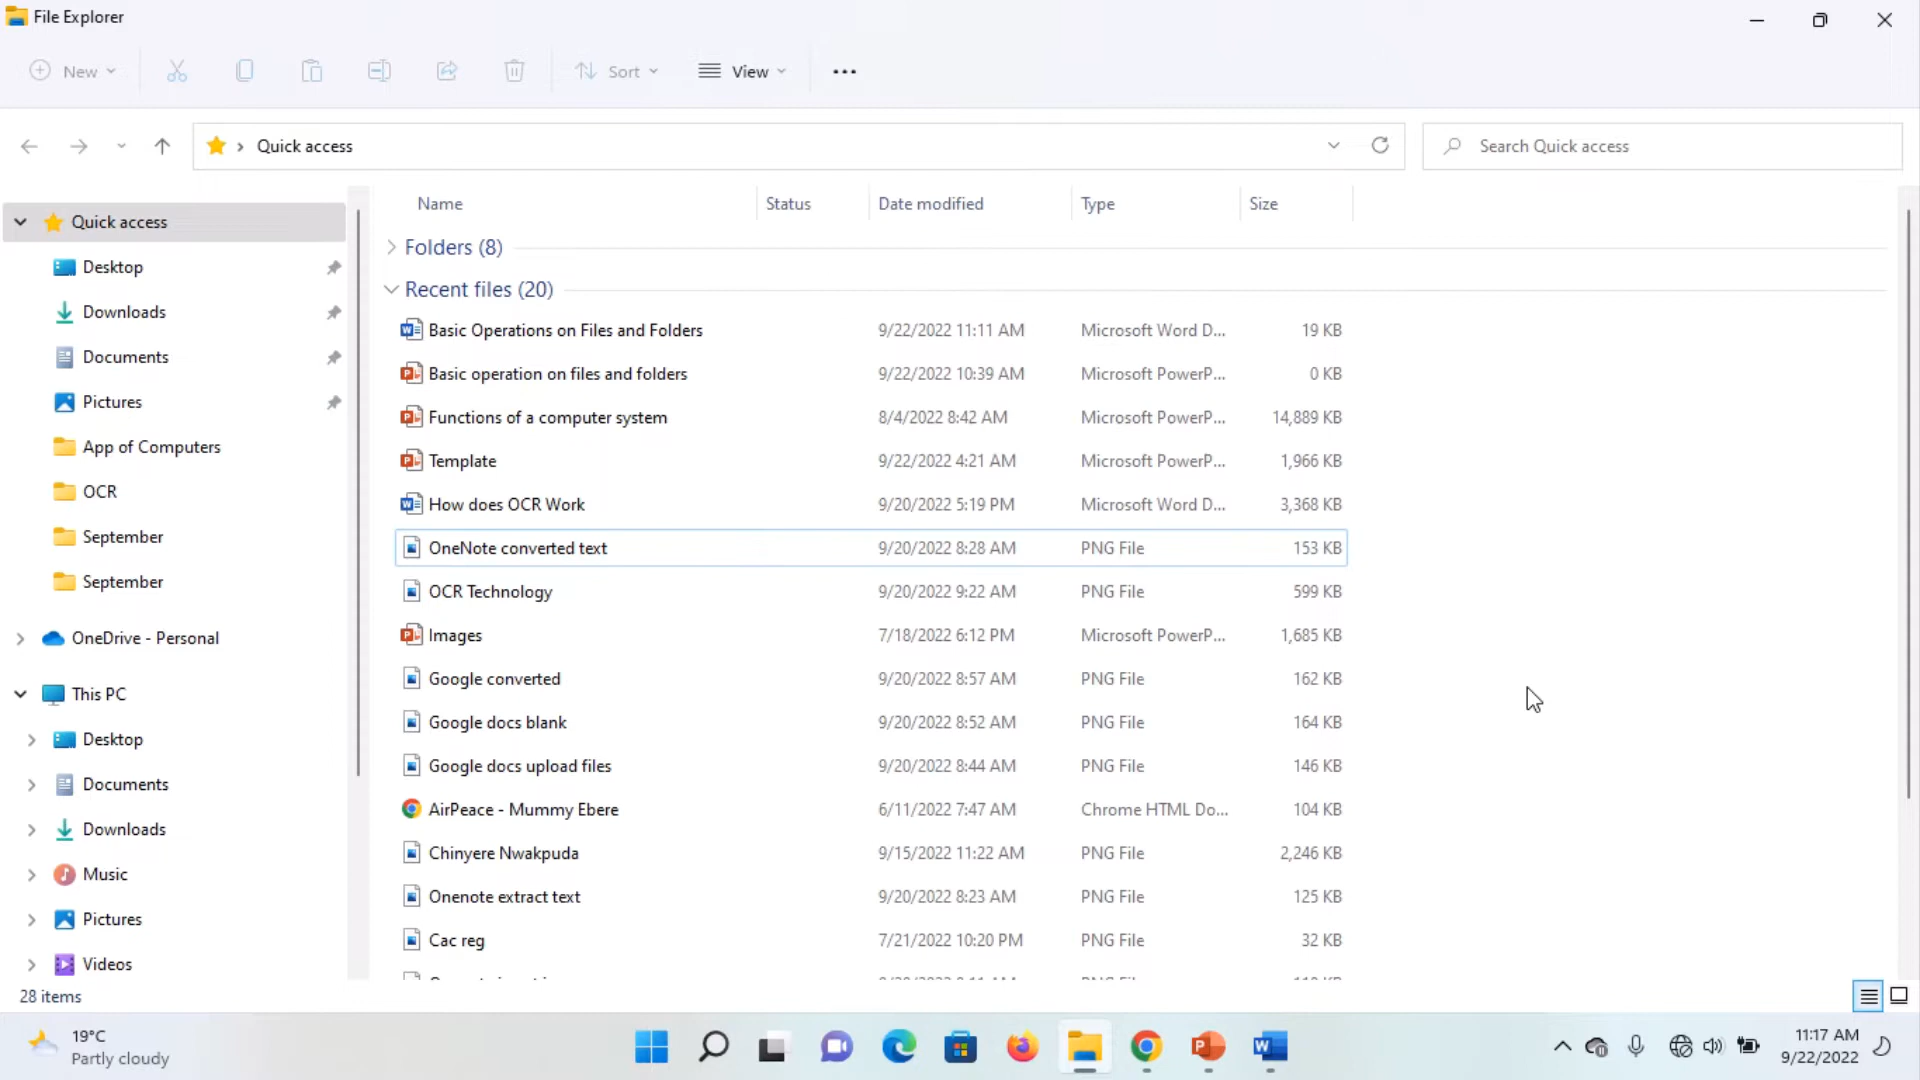 File Explorer
New
Sort
View
Quick access
Search Quick access
Name Status Date modified Type Size
Quick access
Desktop
Downloads
Documents
Pictures
App of Computers
OCR
September
September
OneDrive - Personal
This PC
Desktop
Documents
Downloads
Music
Pictures
Videos
Folders (8)
Recent files (20)
Basic Operations on Files and Folders 9/22/2022 11:11 AM Microsoft Word D... 19 KB
Basic operation on files and folders 9/22/2022 10:39 AM Microsoft PowerP... 0 KB
Functions of a computer system 8/4/2022 8:42 AM Microsoft PowerP... 14,889 KB
Template 9/22/2022 4:21 AM Microsoft PowerP... 1,966 KB
How does OCR Work 9/20/2022 5:19 PM Microsoft Word D... 3,368 KB
OneNote converted text 9/20/2022 8:28 AM PNG File 153 KB
OCR Technology 9/20/2022 9:22 AM PNG File 599 KB
Images 7/18/2022 6:12 PM Microsoft PowerP... 1,685 KB
Google converted 9/20/2022 8:57 AM PNG File 162 KB
Google docs blank 9/20/2022 8:52 AM PNG File 164 KB
Google docs upload files 9/20/2022 8:44 AM PNG File 146 KB
AirPeace - Mummy Ebere 6/11/2022 7:47 AM Chrome HTML Do... 104 KB
Chinyere Nwakpuda 9/15/2022 11:22 AM PNG File 2,246 KB
Onenote extract text 9/20/2022 8:23 AM PNG File 125 KB
Cac reg 7/21/2022 10:20 PM PNG File 32 KB
28 items
19°C
Partly cloudy
11:17 AM
9/22/2022